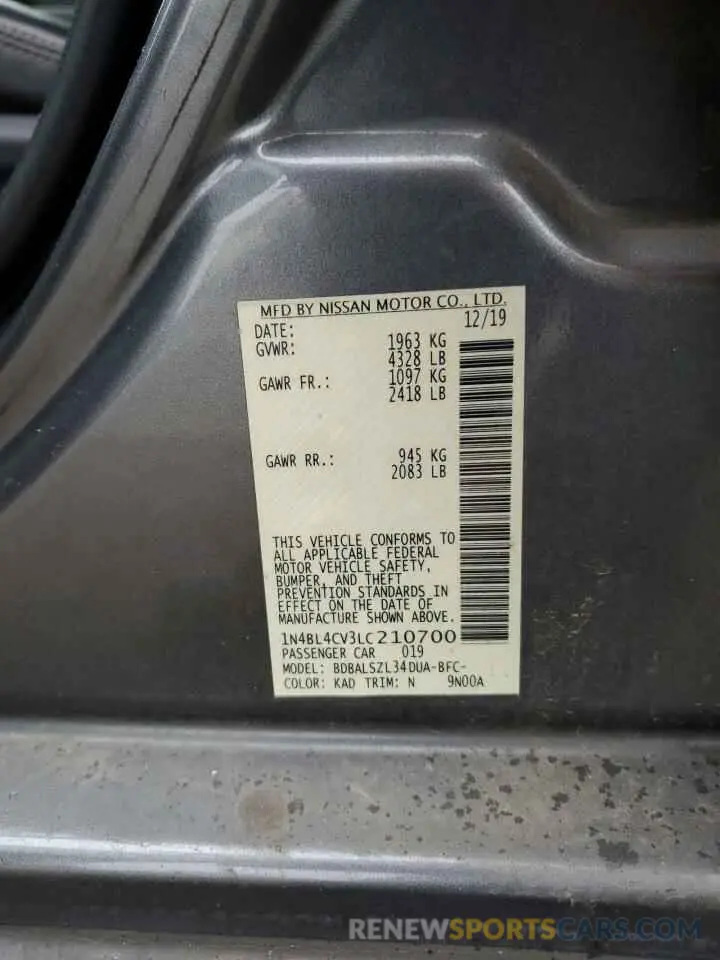 MFD BY NISSAN MOTOR CO., LTD.
DATE: 12/19
GVWR: 1963 KG
4328 LB
GAWR FR.: 1097 KG
2418 LB
GAWR RR.: 945 KG
2083 LB
THIS VEHICLE CONFORMS TO
ALL APPLICABLE FEDERAL
MOTOR VEHICLE SAFETY,
BUMPER, AND THEFT
PREVENTION STANDARDS IN
EFFECT ON THE DATE OF
MANUFACTURE SHOWN ABOVE.
1N4BL4CV3LC210700
PASSENGER CAR 019
MODEL: BDBALSZL34DUA-BFC-
COLOR: KAD TRIM: N 9N00A
RENEWSPORTSCARS.COM